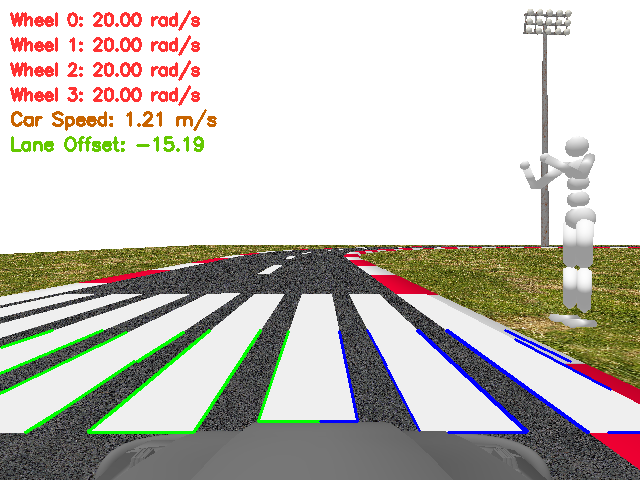 Wheel 0: 20.00 rad/s
Wheel 1: 20.00 rad/s
Wheel 2: 20.00 rad/s
Wheel 3: 20.00 rad/s
Car Speed: 1.21 m/s
Lane Offset: -15.19